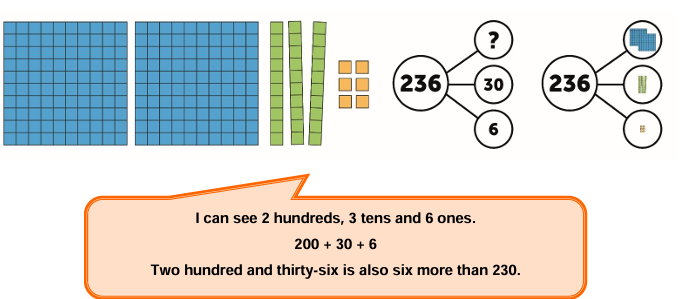 ?
236
30
6
236
I can see 2 hundreds, 3 tens and 6 ones.
200 + 30 + 6
Two hundred and thirty-six is also six more than 230.